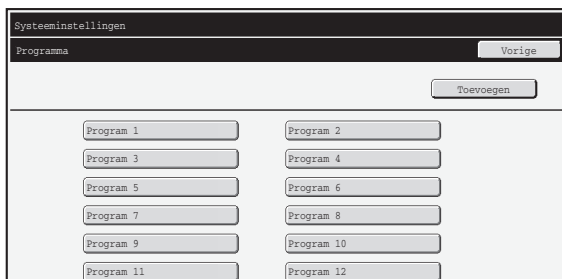 Systeeminstellingen
Programma Vorige
Toevoegen
Program 1 Program 2
Program 3 Program 4
Program 5 Program 6
Program 7 Program 8
Program 9 Program 10
Program 11 Program 12